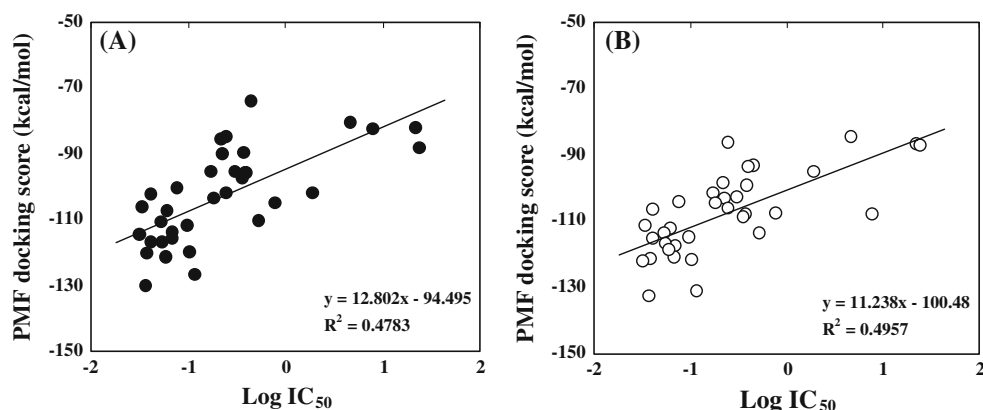 (A)
PMF docking score (kcal/mol)
-50
-70
-90
-110
-130
-150
-2
-1
0
1
2
Log IC50
y = 12.802x - 94.495
R² = 0.4783
(B)
PMF docking score (kcal/mol)
-50
-70
-90
-110
-130
-150
-2
-1
0
1
2
Log IC50
y = 11.238x - 100.48
R² = 0.4957